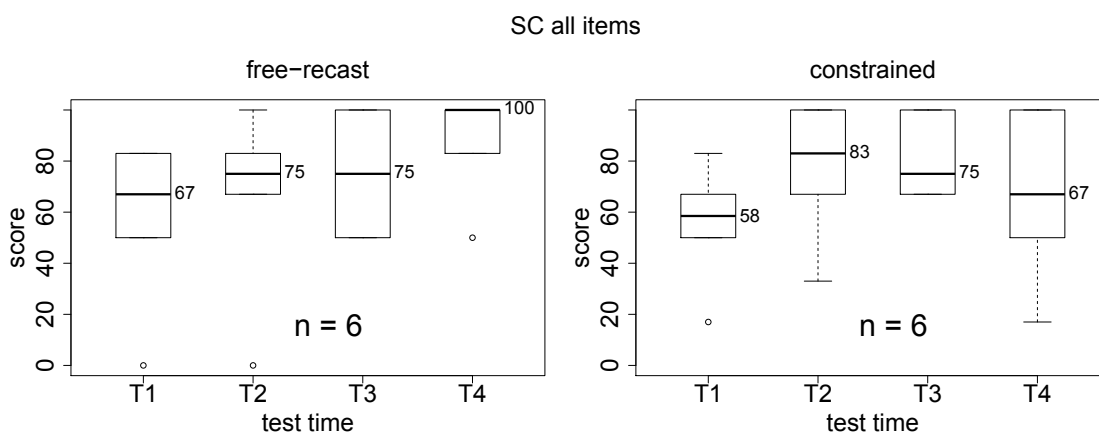 SC all items
free−recast
score
0
20
40
60
80
67
75
75
100
n = 6
T1 T2 T3 T4
test time
constrained
score
0
20
40
60
80
58
83
75
67
n = 6
T1 T2 T3 T4
test time